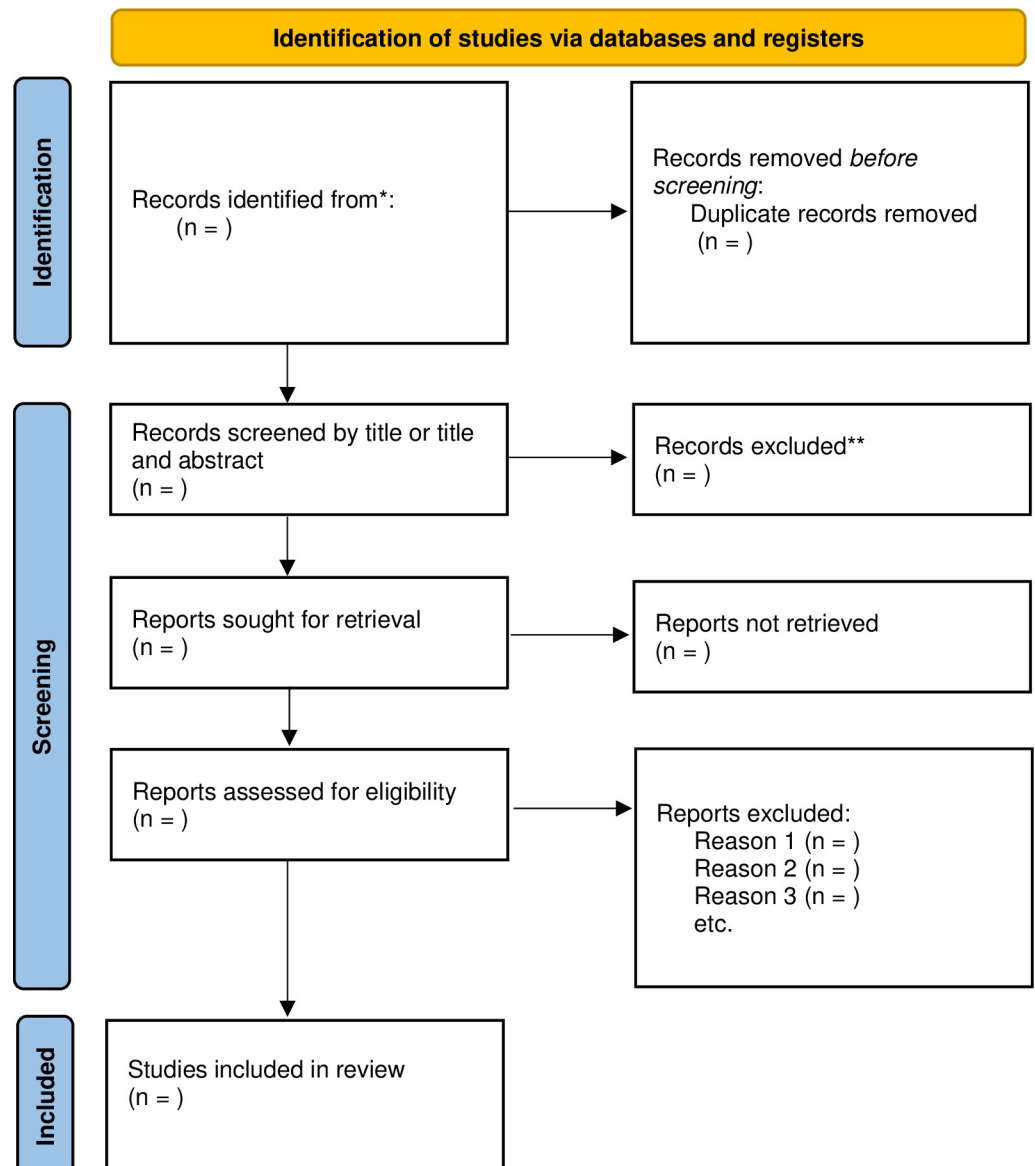 Identification of studies via databases and registers
Identification
Records identified from*:
(n = )
Records removed before
screening:
Duplicate records removed
(n = )
Screening
Records screened by title or title
and abstract
(n = )
Records excluded**
(n = )
Reports sought for retrieval
(n = )
Reports not retrieved
(n = )
Reports assessed for eligibility
(n = )
Reports excluded:
Reason 1 (n = )
Reason 2 (n = )
Reason 3 (n = )
etc.
Included
Studies included in review
(n = )